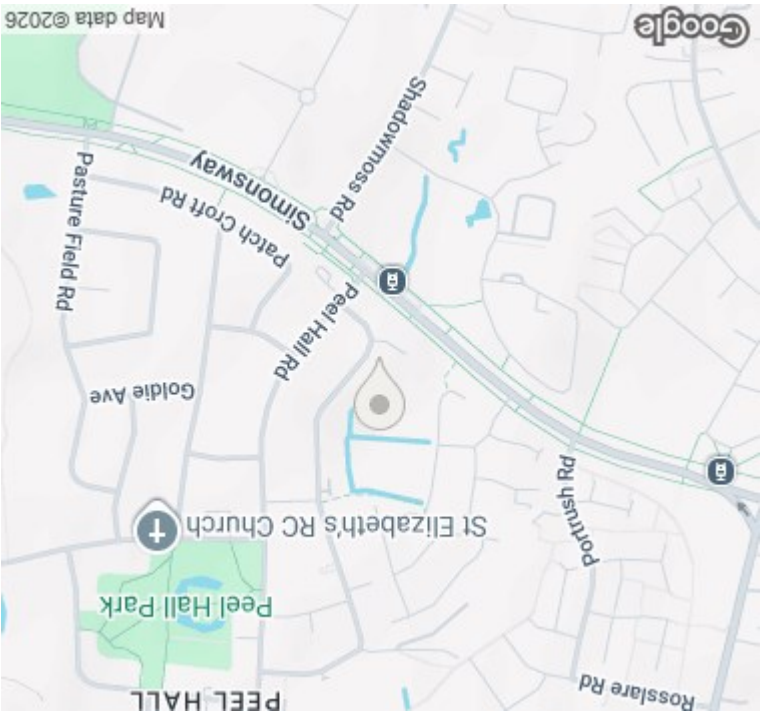 PEEL HALL
Rosslare Rd
Peel Hall Park
St Elizabeth's RC Church
Portrush Rd
Goldie Ave
Peel Hall Rd
Pasture Field Rd
Patch Croft Rd
Simonsway
Shadowmoss Rd
Google
Map data ©2026